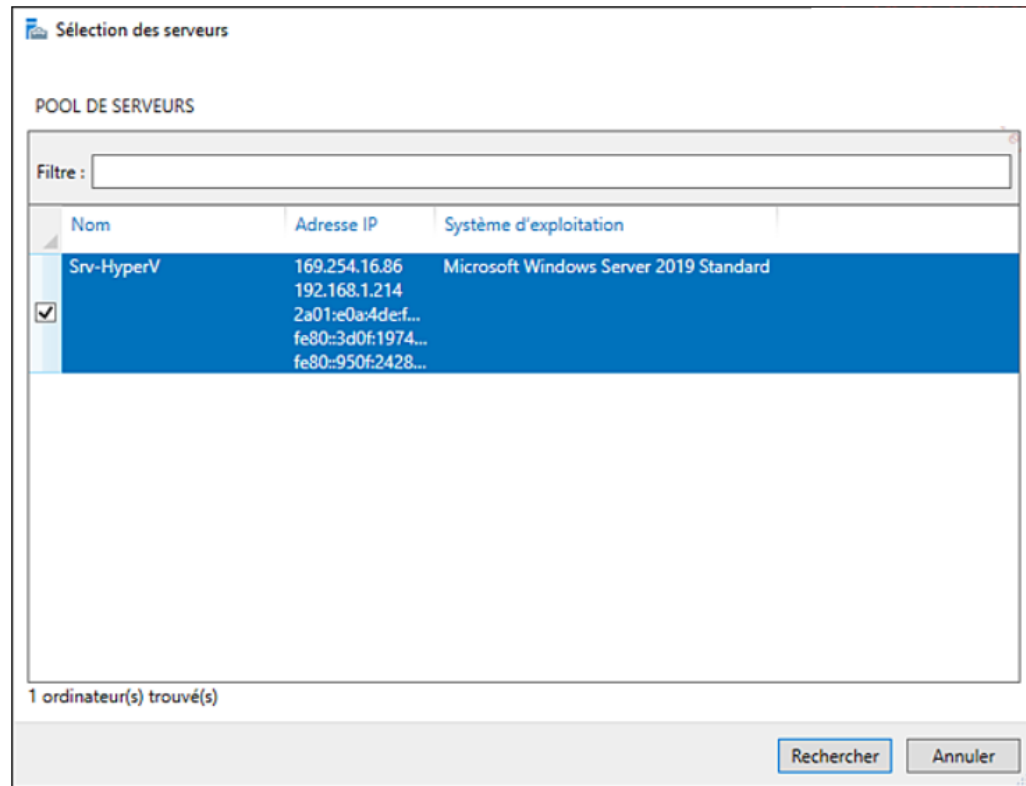 Sélection des serveurs
POOL DE SERVEURS
Filtre :
Nom Adresse IP Système d'exploitation
Srv-HyperV 169.254.16.86 Microsoft Windows Server 2019 Standard
192.168.1.214
2a01:e0a:4de:f...
fe80::3d0f:1974...
fe80::950f:2428...
1 ordinateur(s) trouvé(s)
Rechercher Annuler